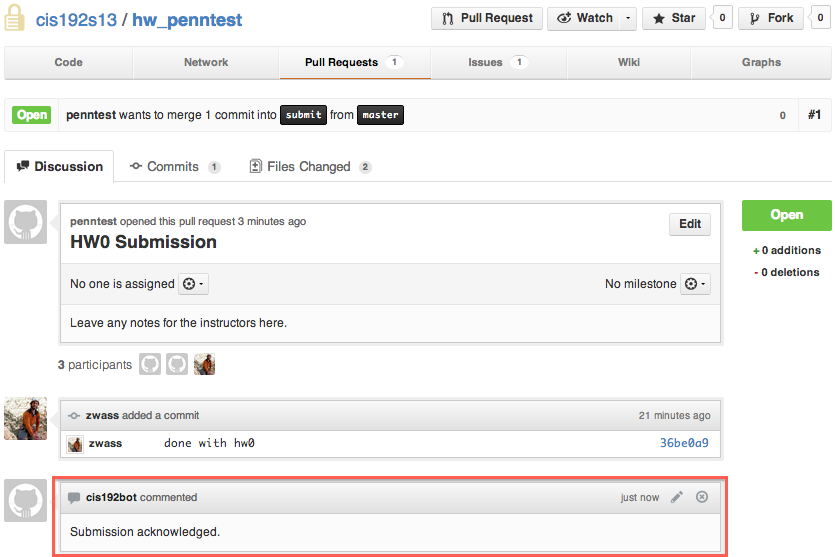 cis192s13 / hw_penntest
Pull Request Watch Star 0 Fork 0
Code Network Pull Requests 1 Issues 1 Wiki Graphs
Open penntest wants to merge 1 commit into submit from master 0 #1
Discussion Commits 1 Files Changed 2
penntest opened this pull request 3 minutes ago
HW0 Submission
Edit
Open
+ 0 additions
- 0 deletions
No one is assigned No milestone
Leave any notes for the instructors here.
3 participants
zwass added a commit 21 minutes ago
zwass done with hw0 36be0a9
cis192bot commented just now
Submission acknowledged.